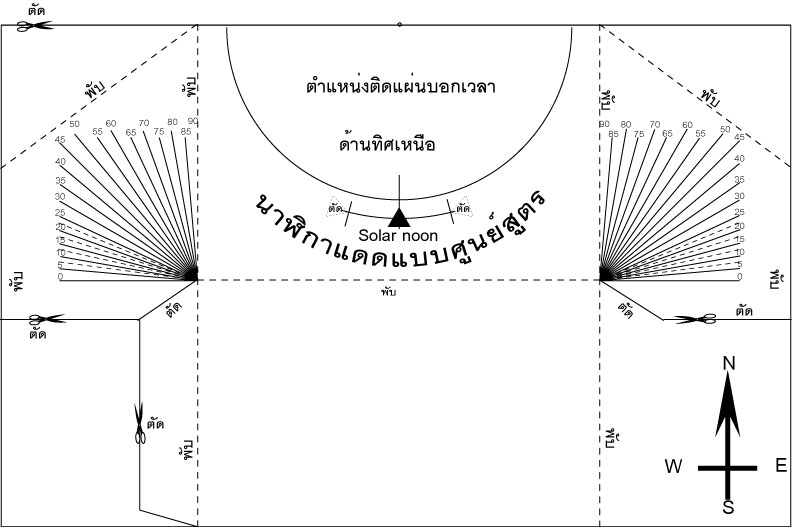 ตัด
พับ
พับ
50
55
60
65
70
75
80
85
90
45
40
35
30
25
20
15
10
5
0
ตำแหน่งติดแผ่นบอกเวลา
ด้านทิศเหนือ
ตัด
ตัด
Solar noon
นาฬิกาแดดแบบศูนย์สูตร
พับ
พับ
พับ
90
85
80
75
70
65
60
55
50
45
40
35
30
25
20
15
10
5
0
พับ
พับ
ตัด
ตัด
ตัด
ตัด
ตัด
พับ
พับ
N
W
E
S